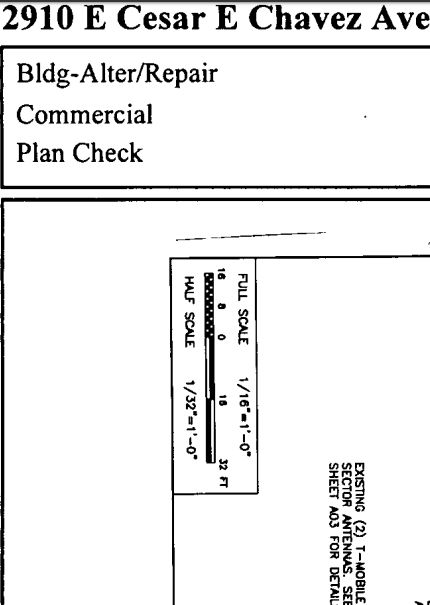 2910 E Cesar E Chavez Ave
Bldg-Alter/Repair
Commercial
Plan Check
FULL SCALE 1/16"=1'-0"
16 8 0 16 32 FT
HALF SCALE 1/32"=1'-0"
EXISTING (2) T-MOBILE
SECTOR ANTENNAS. SEE
SHEET A03 FOR DETAIL